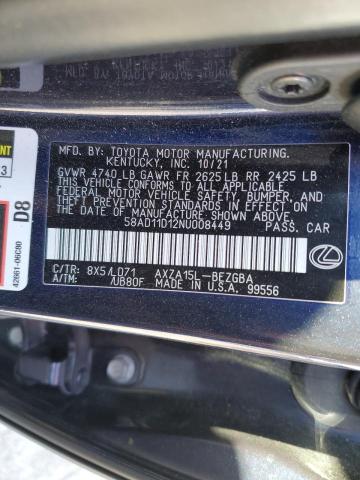 MFD. BY: TOYOTA MOTOR MANUFACTURING.
KENTUCKY, INC. 10/21
GVWR 4740 LB GAWR FR 2625 LB RR 2425 LB
THIS VEHICLE CONFORMS TO ALL APPLICABLE
FEDERAL MOTOR VEHICLE SAFETY, BUMPER,
AND THEFT PREVENTION STANDARDS IN EFFECT ON
THE DATE OF MANUFACTURE SHOWN ABOVE.
58AD11D12NU008449 PASS. CAR
C/TR: 8X5/LD71 AXZA15L-BEZGBA
A/TM: /UB80F MADE IN U.S.A. 99556
D8
42661-06C80